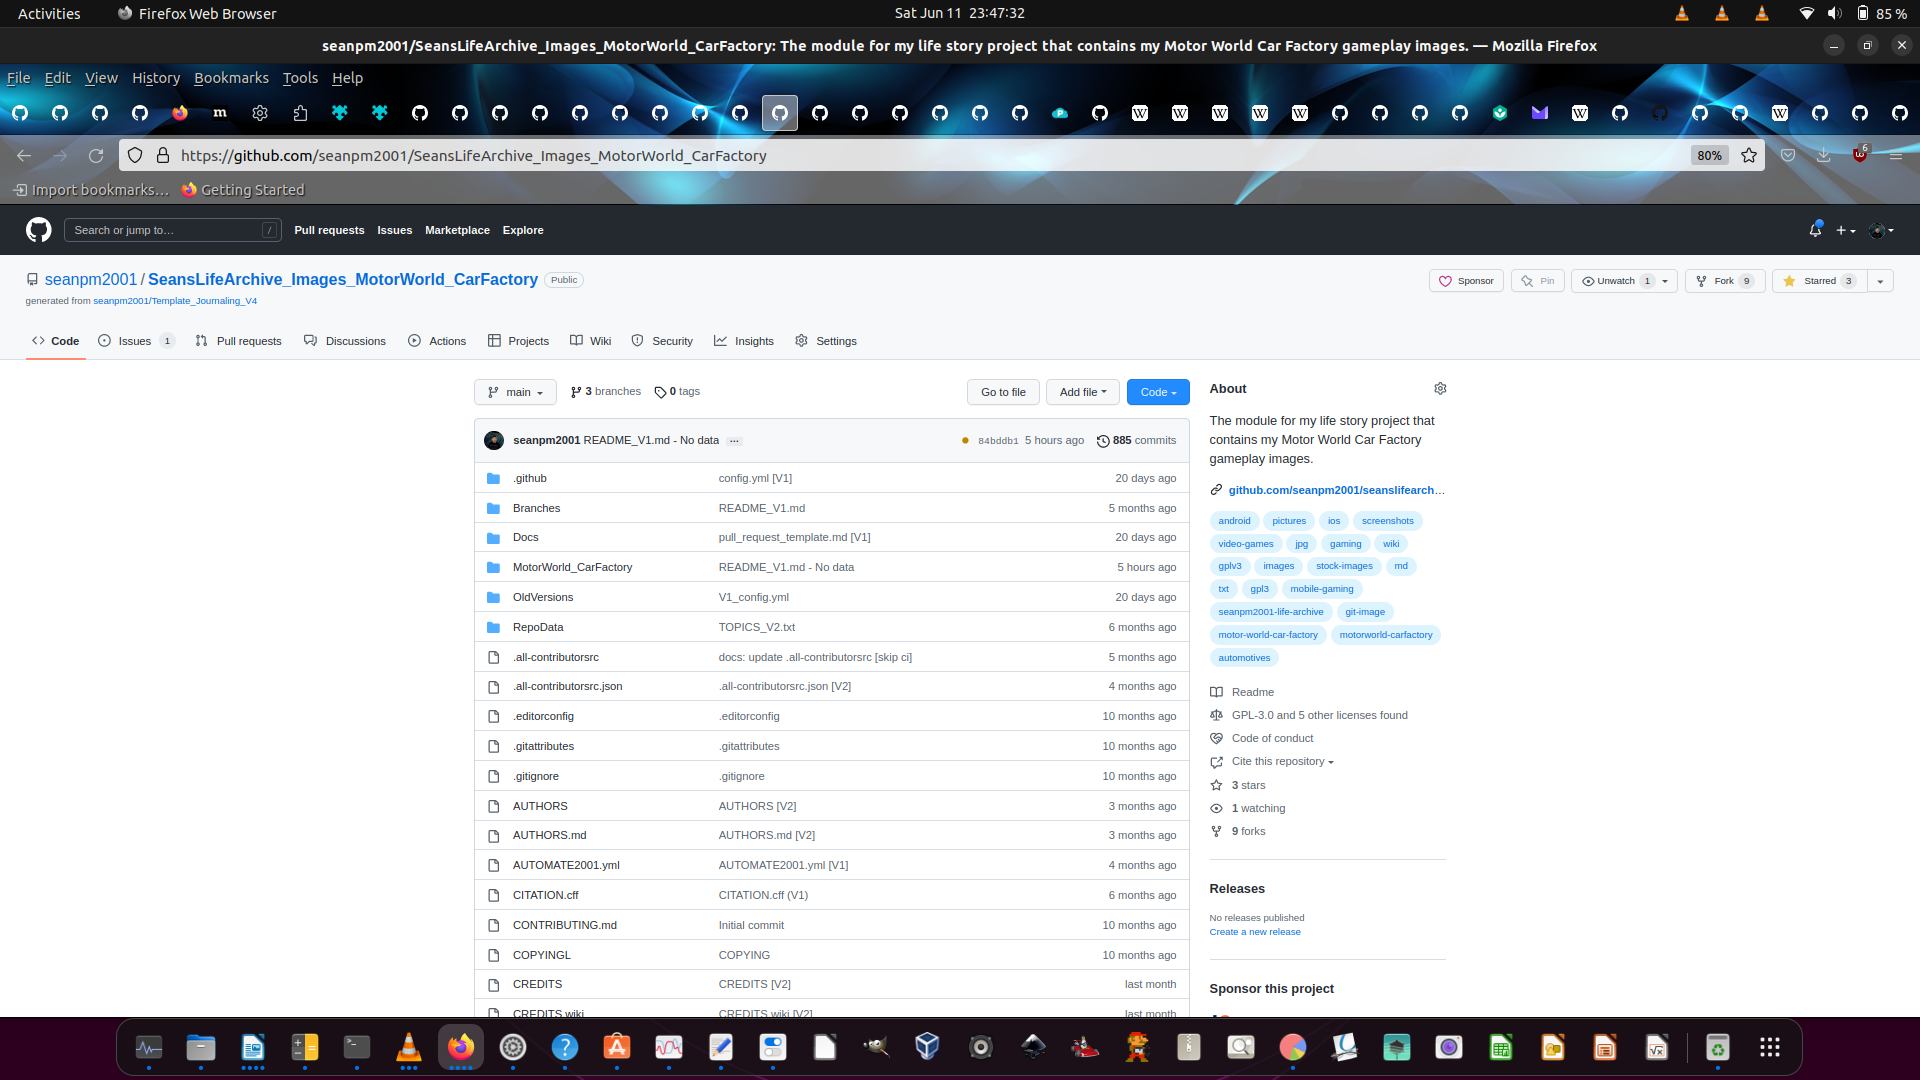 Activities Firefox Web Browser Sat Jun 11 23:47:32 85 %
seanpm2001/SeansLifeArchive_Images_MotorWorld_CarFactory: The module for my life story project that contains my Motor World Car Factory gameplay images. — Mozilla Firefox
File Edit View History Bookmarks Tools Help
https://github.com/seanpm2001/SeansLifeArchive_Images_MotorWorld_CarFactory 80% 6
Import bookmarks… Getting Started
Search or jump to… / Pull requests Issues Marketplace Explore
seanpm2001 / SeansLifeArchive_Images_MotorWorld_CarFactory Public Sponsor Pin Unwatch 1 Fork 9 Starred 3
generated from seanpm2001/Template_Journaling_V4
Code Issues 1 Pull requests Discussions Actions Projects Wiki Security Insights Settings
main 3 branches 0 tags Go to file Add file Code
seanpm2001 README_V1.md - No data ... 84bddb1 5 hours ago 885 commits
.github config.yml [V1] 20 days ago
Branches README_V1.md 5 months ago
Docs pull_request_template.md [V1] 20 days ago
MotorWorld_CarFactory README_V1.md - No data 5 hours ago
OldVersions V1_config.yml 20 days ago
RepoData TOPICS_V2.txt 6 months ago
.all-contributorsrc docs: update .all-contributorsrc [skip ci] 5 months ago
.all-contributorsrc.json .all-contributorsrc.json [V2] 4 months ago
.editorconfig .editorconfig 10 months ago
.gitattributes .gitattributes 10 months ago
.gitignore .gitignore 10 months ago
AUTHORS AUTHORS [V2] 3 months ago
AUTHORS.md AUTHORS.md [V2] 3 months ago
AUTOMATE2001.yml AUTOMATE2001.yml [V1] 4 months ago
CITATION.cff CITATION.cff (V1) 6 months ago
CONTRIBUTING.md Initial commit 10 months ago
COPYINGL COPYING 10 months ago
CREDITS CREDITS [V2] last month
CREDITS.wiki CREDITS.wiki [V2] last month
About
The module for my life story project that
contains my Motor World Car Factory
gameplay images.
github.com/seanpm2001/seanslifearch…
android pictures ios screenshots
video-games jpg gaming wiki
gplv3 images stock-images md
txt gpl3 mobile-gaming
seanpm2001-life-archive git-image
motor-world-car-factory motorworld-carfactory
automotives
Readme
GPL-3.0 and 5 other licenses found
Code of conduct
Cite this repository
3 stars
1 watching
9 forks
Releases
No releases published
Create a new release
Sponsor this project